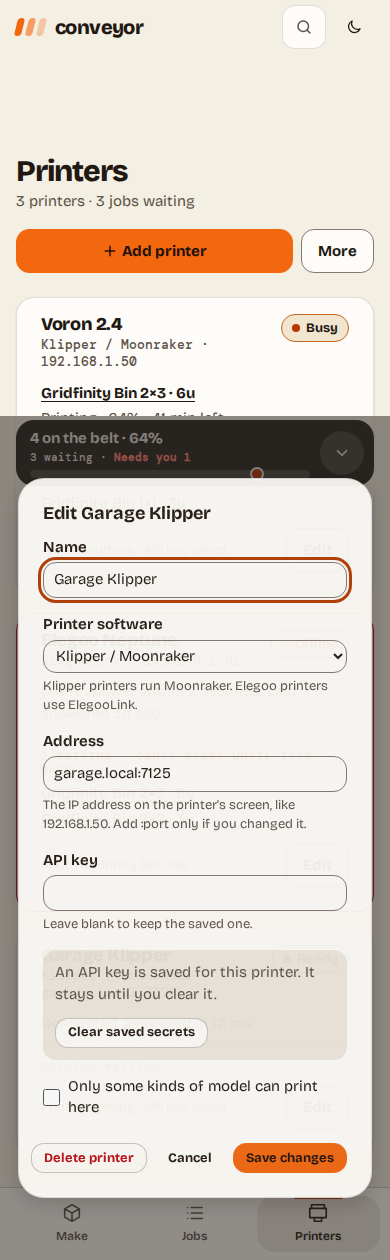 conveyor
Printers
3 printers · 3 jobs waiting
+ Add printer
More
Voron 2.4
Busy
Klipper / Moonraker ·
192.168.1.50
Gridfinity Bin 2×3 · 6u
4 on the belt · 64%
3 waiting · Needs you 1
Edit Garage Klipper
Name
Garage Klipper
Printer software
Klipper / Moonraker
Klipper printers run Moonraker. Elegoo printers
use ElegooLink.
Address
garage.local:7125
The IP address on the printer's screen, like
192.168.1.50. Add :port only if you changed it.
API key
Leave blank to keep the saved one.
An API key is saved for this printer. It
stays until you clear it.
Clear saved secrets
Only some kinds of model can print
here
Delete printer
Cancel
Save changes
Make
Jobs
Printers